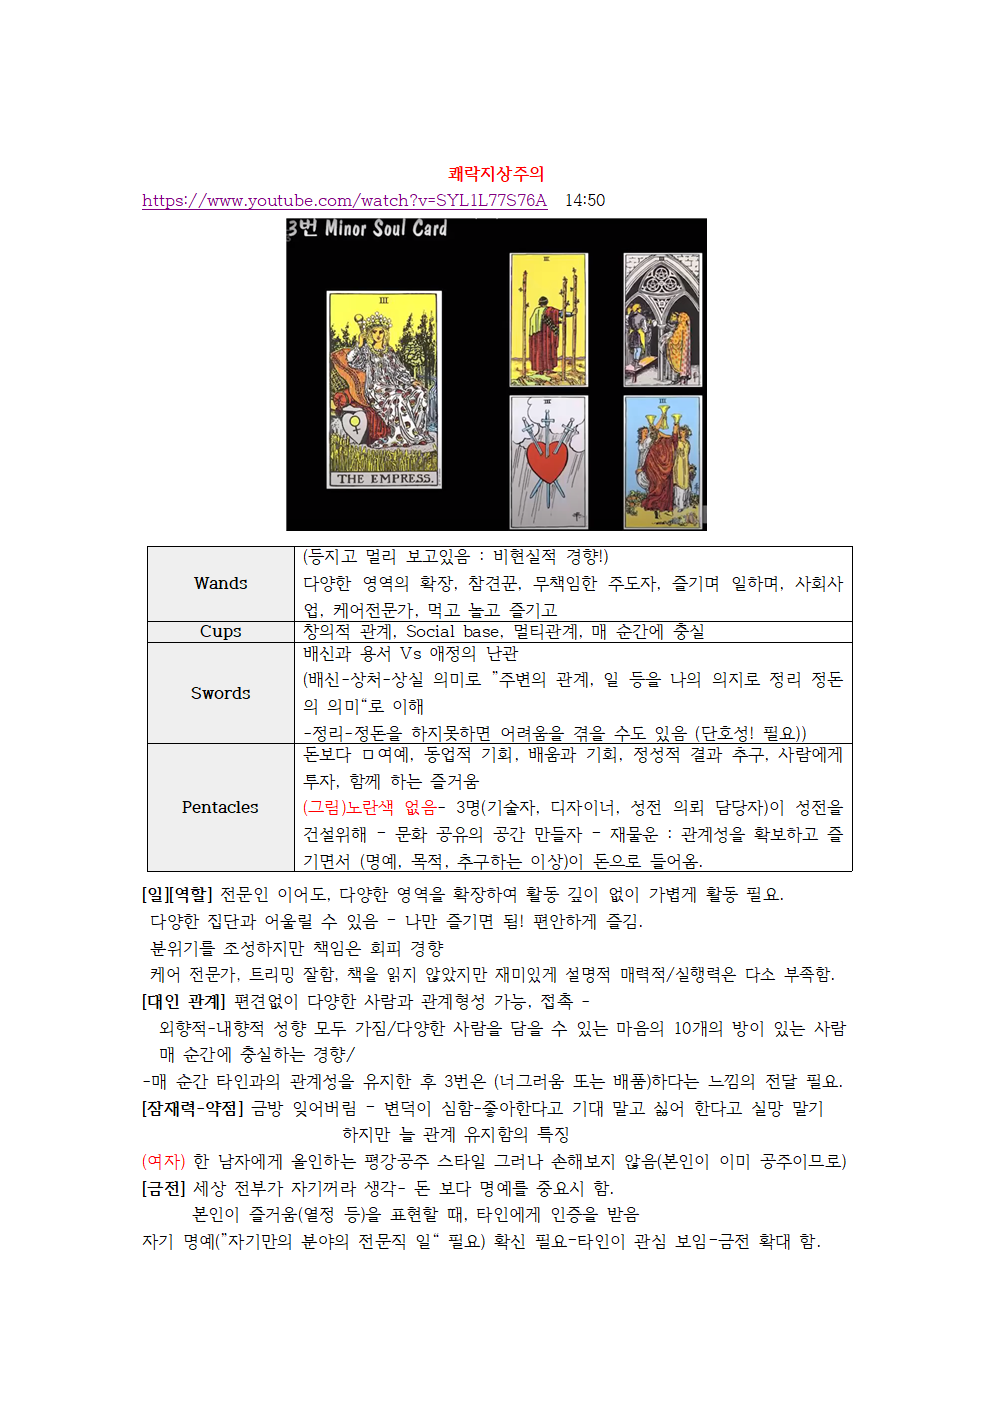 쾌락지상주의
https://www.youtube.com/watch?v=SYL1L77S76A 14:50
3번 Minor Soul Card
III
THE EMPRESS.
III
III
III
III
Wands
(등지고 멀리 보고있음 : 비현실적 경향!)
다양한 영역의 확장, 참견꾼, 무책임한 주도자, 즐기며 일하며, 사회사
업, 케어전문가, 먹고 놀고 즐기고
Cups
창의적 관계, Social base, 멀티관계, 매 순간에 충실
Swords
배신과 용서 Vs 애정의 난관
(배신-상처-상실 의미로 ”주변의 관계, 일 등을 나의 의지로 정리 정돈
의 의미“로 이해
-정리-정돈을 하지못하면 어려움을 겪을 수도 있음 (단호성! 필요))
Pentacles
돈보다 ㅁ여예, 동업적 기회, 배움과 기회, 정성적 결과 추구, 사람에게
투자, 함께 하는 즐거움
(그림)노란색 없음- 3명(기술자, 디자이너, 성전 의뢰 담당자)이 성전을
건설위해 – 문화 공유의 공간 만들자 – 재물운 : 관계성을 확보하고 즐
기면서 (명예, 목적, 추구하는 이상)이 돈으로 들어옴.
[일][역할] 전문인 이어도, 다양한 영역을 확장하여 활동 깊이 없이 가볍게 활동 필요.
다양한 집단과 어울릴 수 있음 – 나만 즐기면 됨! 편안하게 즐김.
분위기를 조성하지만 책임은 회피 경향
케어 전문가, 트리밍 잘함, 책을 읽지 않았지만 재미있게 설명적 매력적/실행력은 다소 부족함.
[대인 관계] 편견없이 다양한 사람과 관계형성 가능, 접촉 –
외향적-내향적 성향 모두 가짐/다양한 사람을 담을 수 있는 마음의 10개의 방이 있는 사람
매 순간에 충실하는 경향/
-매 순간 타인과의 관계성을 유지한 후 3번은 (너그러움 또는 배품)하다는 느낌의 전달 필요.
[잠재력-약점] 금방 잊어버림 – 변덕이 심함-좋아한다고 기대 말고 싫어 한다고 실망 말기
하지만 늘 관계 유지함의 특징
(여자) 한 남자에게 올인하는 평강공주 스타일 그러나 손해보지 않음(본인이 이미 공주이므로)
[금전] 세상 전부가 자기꺼라 생각- 돈 보다 명예를 중요시 함.
본인이 즐거움(열정 등)을 표현할 때, 타인에게 인증을 받음
자기 명예(”자기만의 분야의 전문직 일“ 필요) 확신 필요-타인이 관심 보임-금전 확대 함.